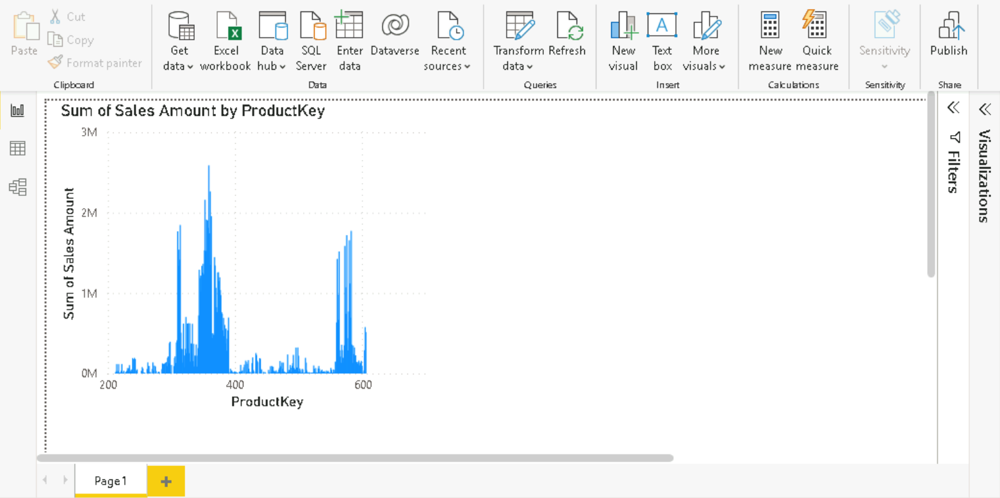 Paste
Cut
Copy
Format painter
Clipboard
Get data
Excel workbook
Data hub
SQL Server
Enter data
Dataverse
Recent sources
Data
Transform data
Refresh
Queries
New visual
Text box
More visuals
Insert
New measure
Quick measure
Calculations
Sensitivity
Sensitivity
Publish
Share
Sum of Sales Amount by ProductKey
3M
2M
1M
0M
Sum of Sales Amount
200 400 600
ProductKey
Filters
Visualizations
Page1